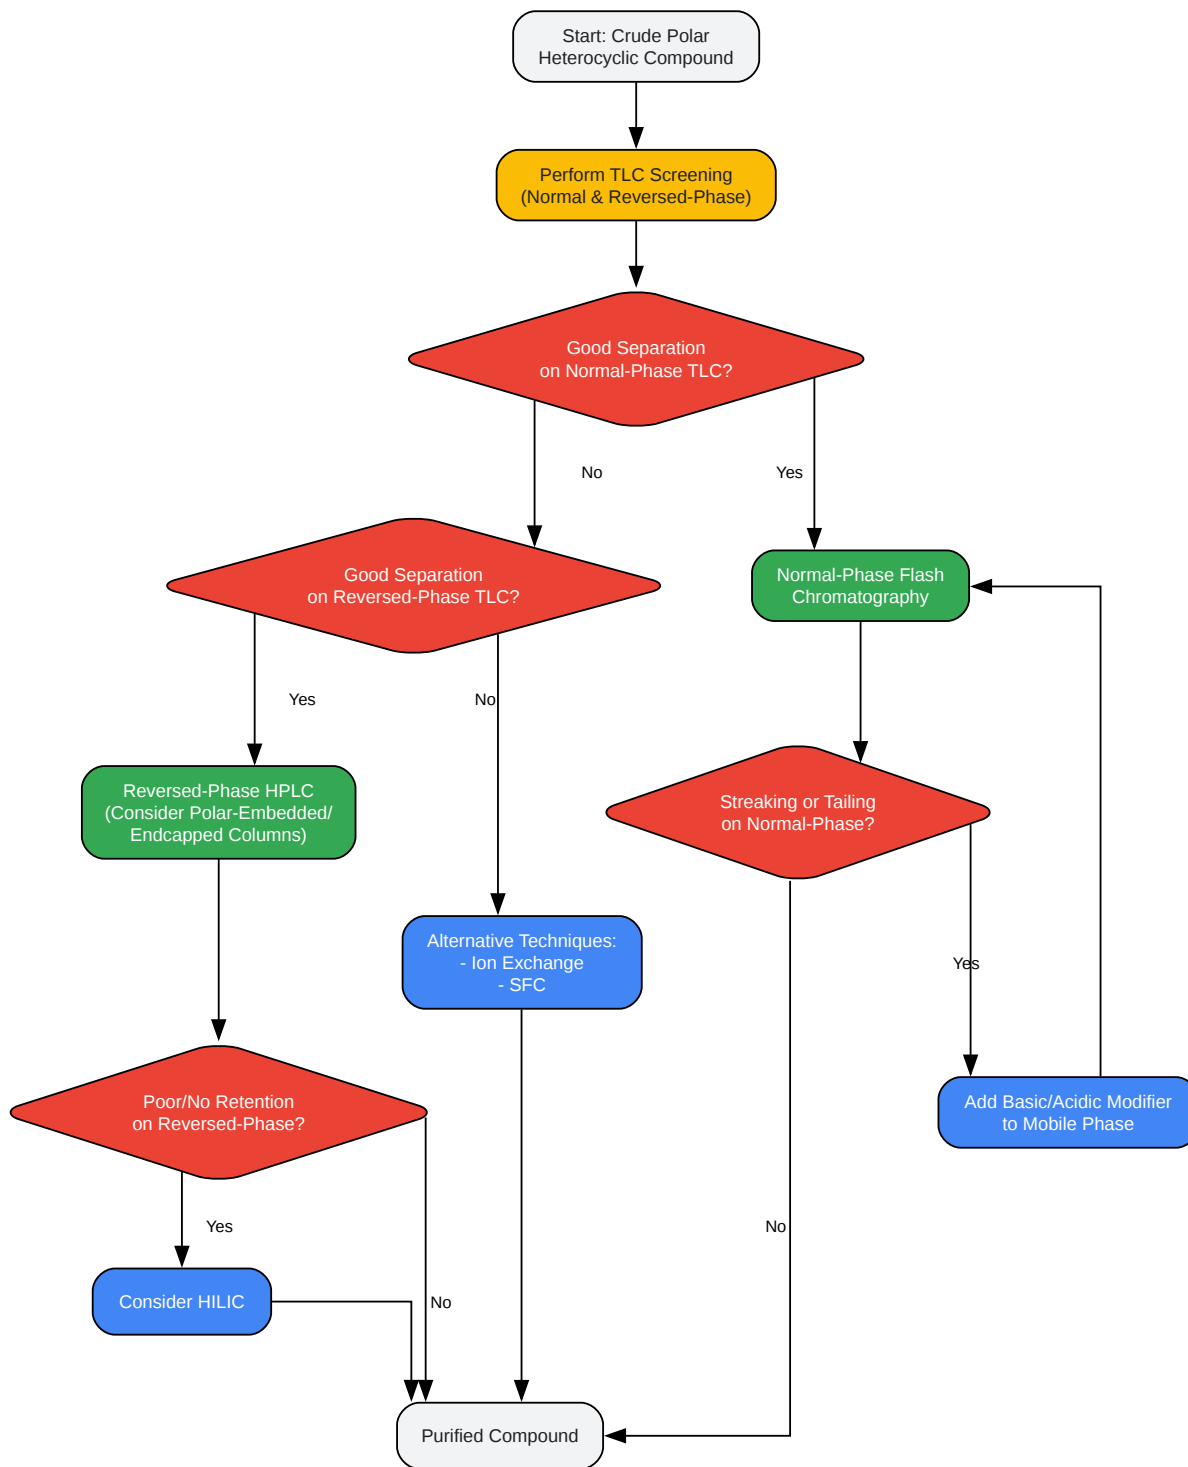 Start: Crude Polar
Heterocyclic Compound
Perform TLC Screening
(Normal & Reversed-Phase)
Good Separation
on Normal-Phase TLC?
No
Yes
Good Separation
on Reversed-Phase TLC?
Normal-Phase Flash
Chromatography
Yes
No
Reversed-Phase HPLC
(Consider Polar-Embedded/
Endcapped Columns)
Streaking or Tailing
on Normal-Phase?
Alternative Techniques:
- Ion Exchange
- SFC
Yes
Poor/No Retention
on Reversed-Phase?
Add Basic/Acidic Modifier
to Mobile Phase
Yes
No
Consider HILIC
No
Purified Compound